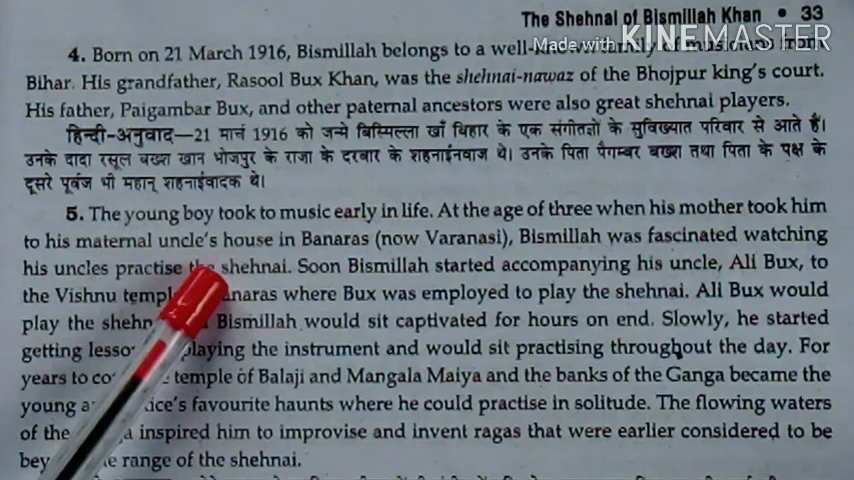 The Shehnai of Bismillah Khan • 33
Made with KINEMASTER
4. Born on 21 March 1916, Bismillah belongs to a well-known family of musicians from
Bihar. His grandfather, Rasool Bux Khan, was the shehnai-nawaz of the Bhojpur king's court.
His father, Paigambar Bux, and other paternal ancestors were also great shehnai players.
हिन्दी-अनुवाद—21 मार्च 1916 को जन्मे बिस्मिल्ला खाँ बिहार के एक संगीतज्ञों के सुविख्यात परिवार से आते हैं।
उनके दादा रसूल बख्श खान भोजपुर के राजा के दरबार के शहनाईनवाज थे। उनके पिता पैगम्बर बख्श तथा पिता के पक्ष के
दूसरे पूर्वज भी महान् शहनाईवादक थे।
5. The young boy took to music early in life. At the age of three when his mother took him
to his maternal uncle's house in Banaras (now Varanasi), Bismillah was fascinated watching
his uncles practise the shehnai. Soon Bismillah started accompanying his uncle, Ali Bux, to
the Vishnu anaras where Bux was employed to play the shehnai. Ali Bux would
play the Bismillah would sit captivated for hours on end. Slowly, he started
getting playing the instrument and would sit practising throughout the day. For
years to temple of Balaji and Mangala Maiya and the banks of the Ganga became the
young ice's favourite haunts where he could practise in solitude. The flowing waters
of the a inspired him to improvise and invent ragas that were earlier considered to be
range of the shehnai.